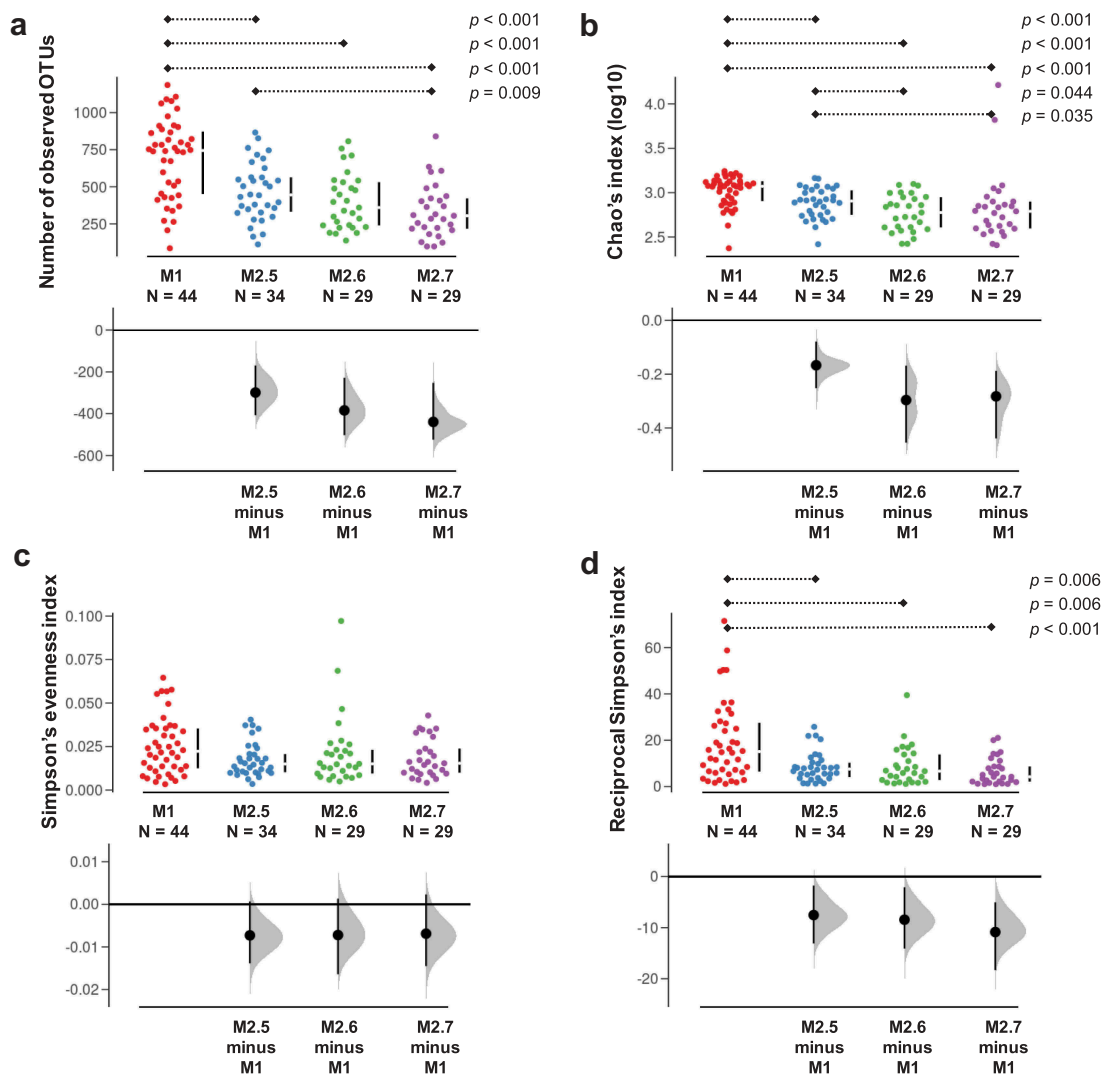 a
p < 0.001
p < 0.001
p < 0.001
p = 0.009
Number of observed OTUs
1000
750
500
250
M1 M2.5 M2.6 M2.7
N = 44 N = 34 N = 29 N = 29
0
-200
-400
-600
M2.5 M2.6 M2.7
minus minus minus
M1 M1 M1
b
p < 0.001
p < 0.001
p < 0.001
p = 0.044
p = 0.035
Chao's index (log10)
4.0
3.5
3.0
2.5
M1 M2.5 M2.6 M2.7
N = 44 N = 34 N = 29 N = 29
0.0
-0.2
-0.4
M2.5 M2.6 M2.7
minus minus minus
M1 M1 M1
c
Simpson's evenness index
0.100
0.075
0.050
0.025
0.000
M1 M2.5 M2.6 M2.7
N = 44 N = 34 N = 29 N = 29
0.01
0.00
-0.01
-0.02
M2.5 M2.6 M2.7
minus minus minus
M1 M1 M1
d
p = 0.006
p = 0.006
p < 0.001
Reciprocal Simpson's index
60
40
20
0
M1 M2.5 M2.6 M2.7
N = 44 N = 34 N = 29 N = 29
0
-10
-20
M2.5 M2.6 M2.7
minus minus minus
M1 M1 M1